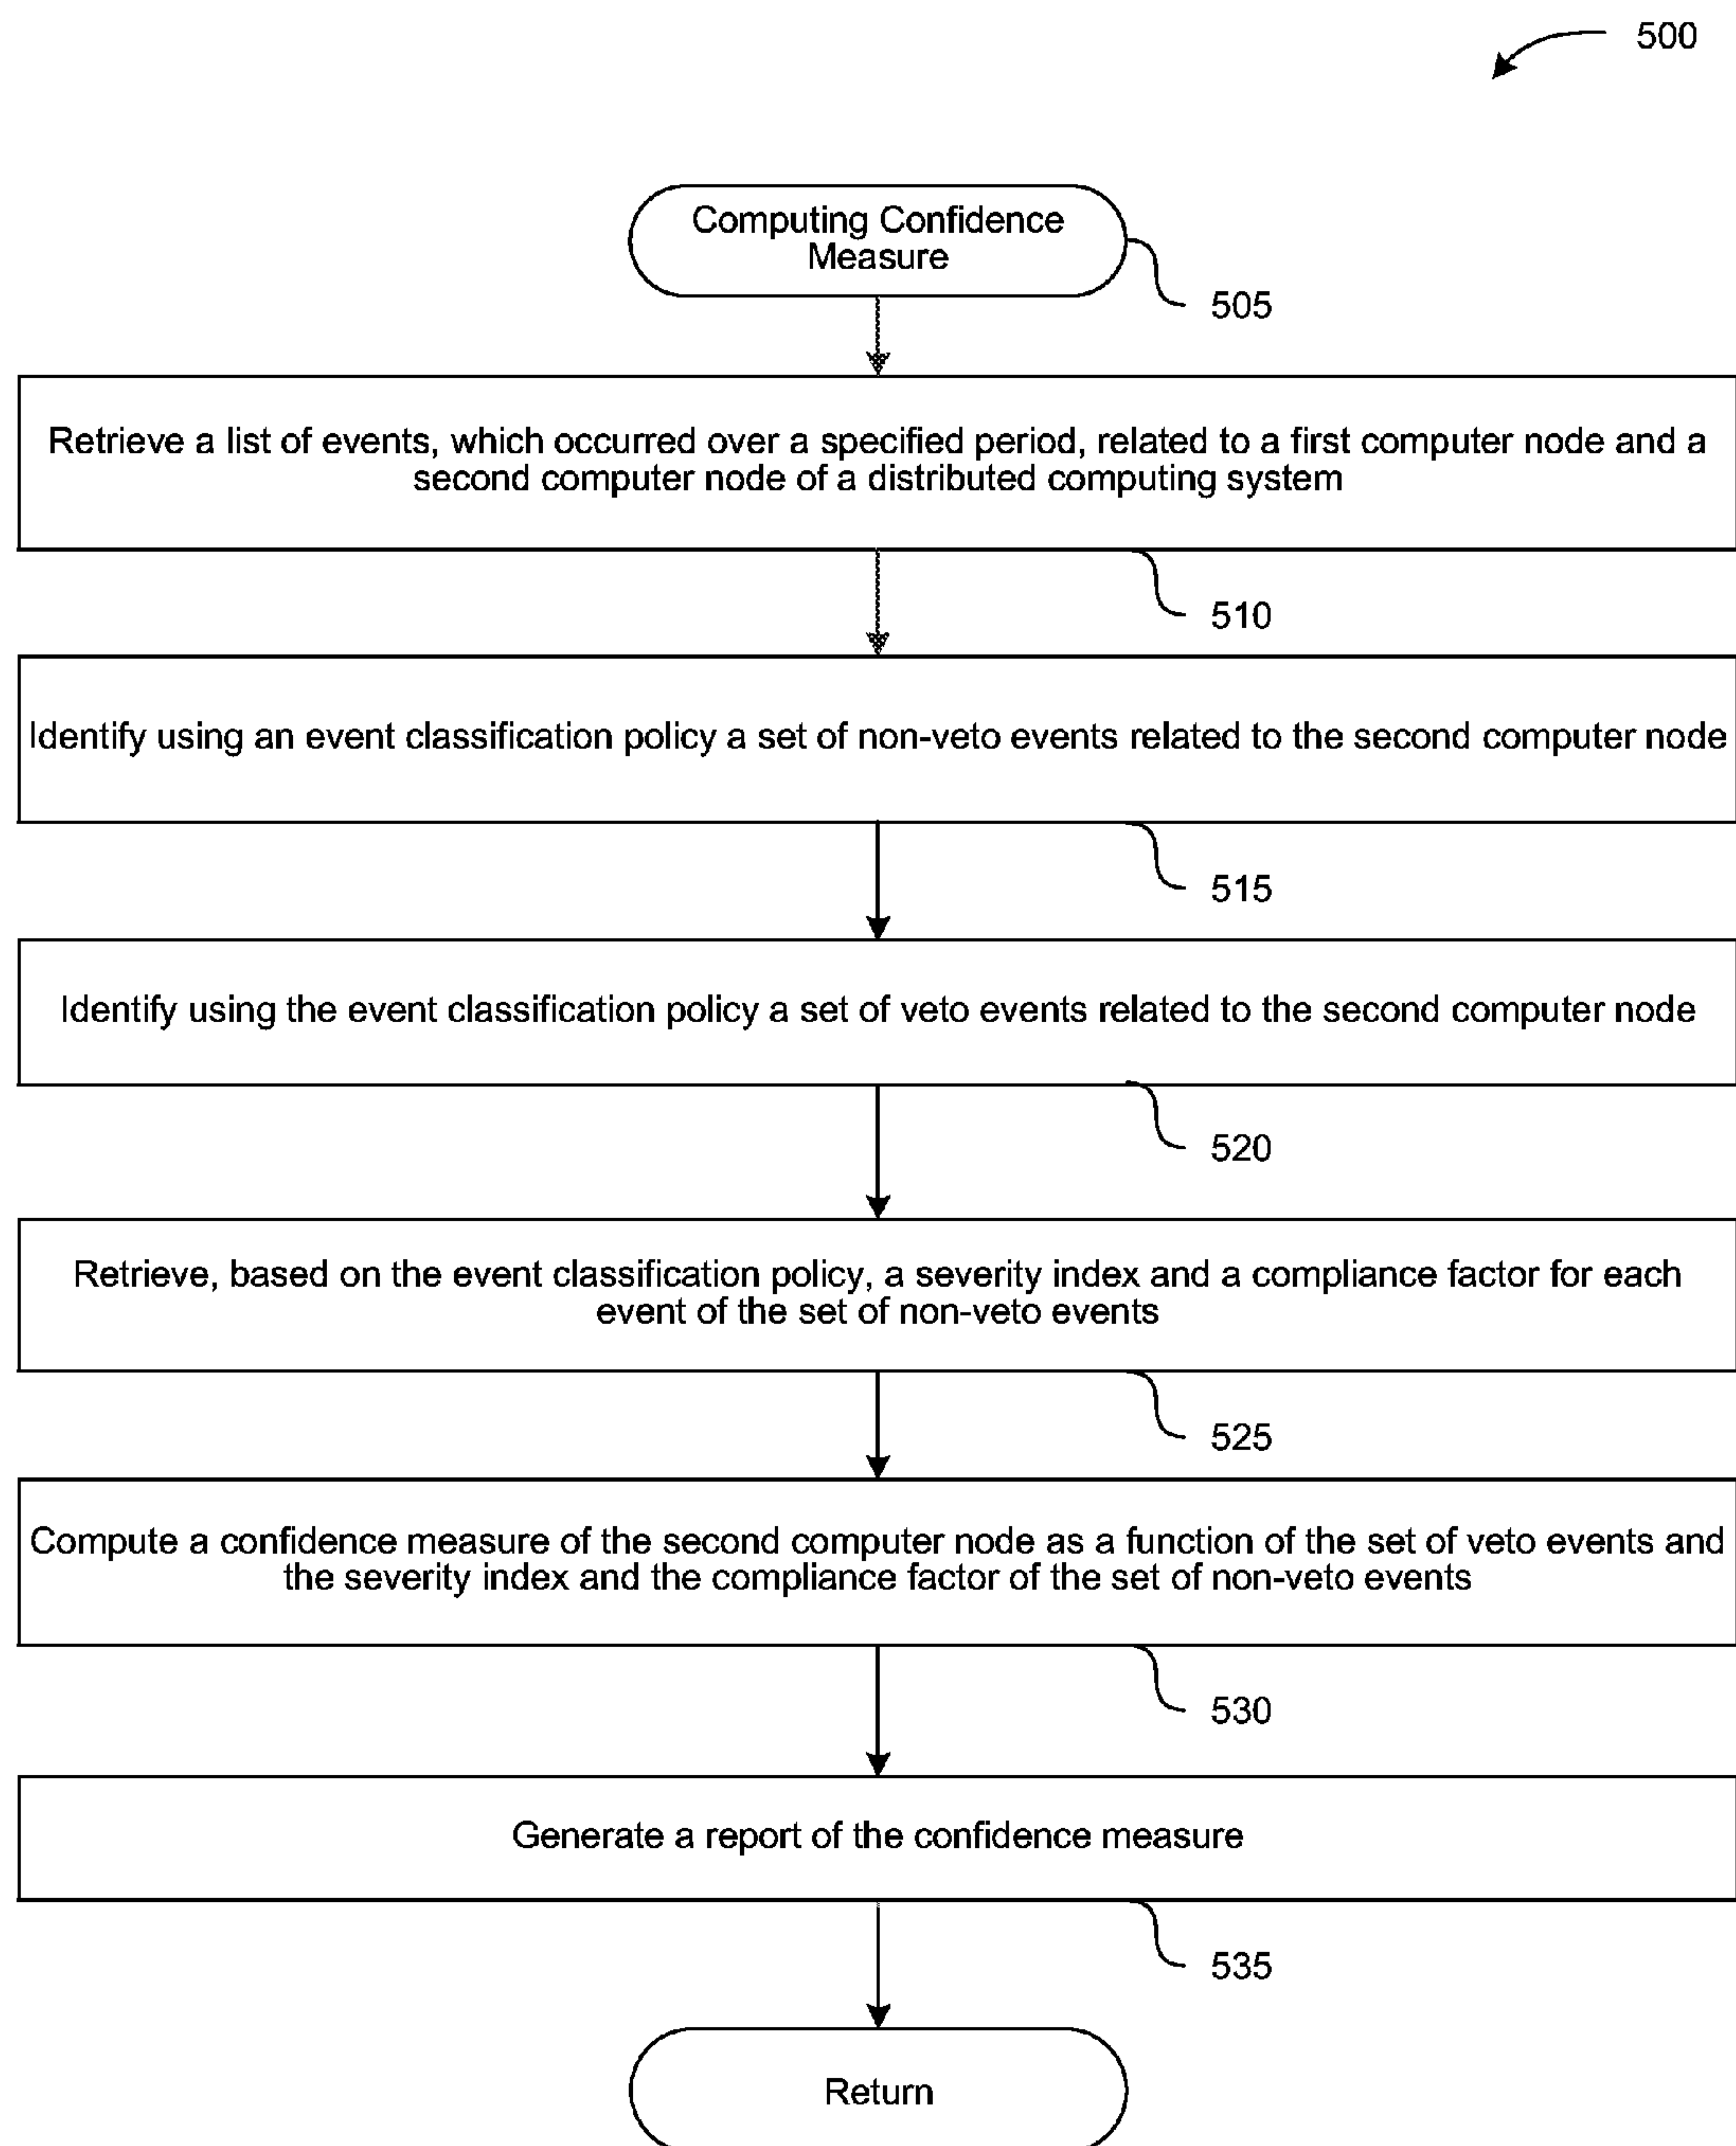 500
Computing Confidence
Measure
505
Retrieve a list of events, which occurred over a specified period, related to a first computer node and a
second computer node of a distributed computing system
510
Identify using an event classification policy a set of non-veto events related to the second computer node
515
Identify using the event classification policy a set of veto events related to the second computer node
520
Retrieve, based on the event classification policy, a severity index and a compliance factor for each
event of the set of non-veto events
525
Compute a confidence measure of the second computer node as a function of the set of veto events and
the severity index and the compliance factor of the set of non-veto events
530
Generate a report of the confidence measure
535
Return